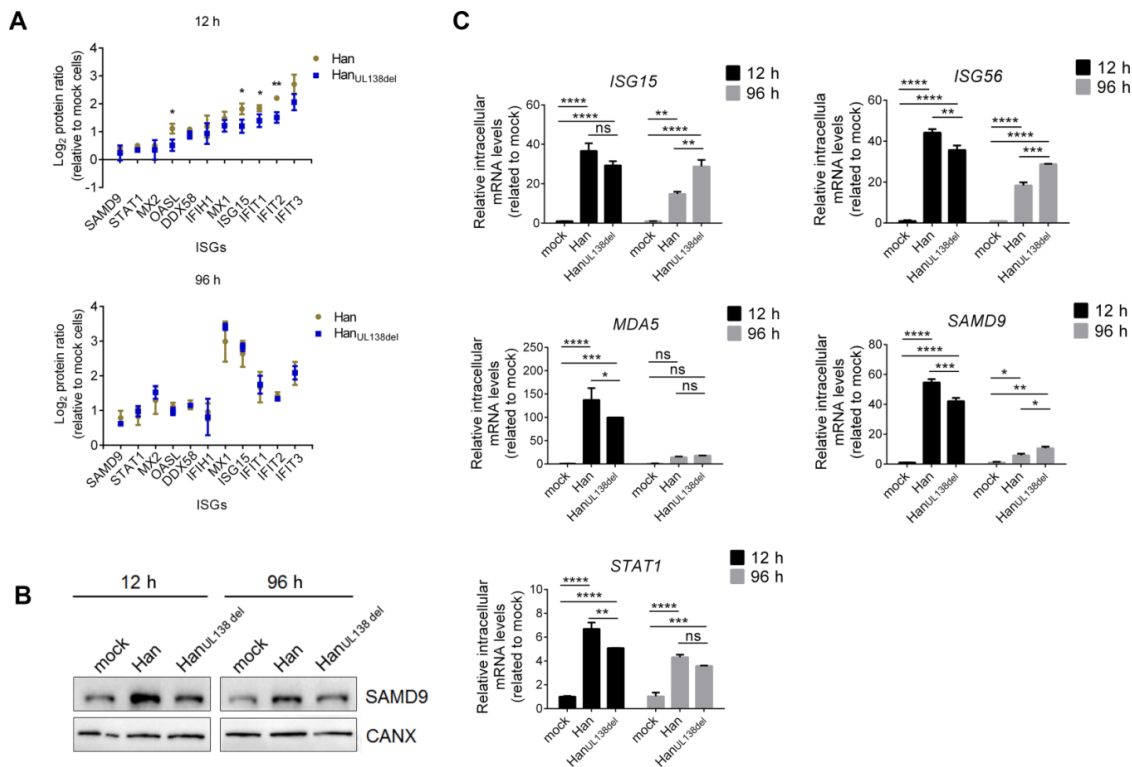 A
12 h
Han
HanUL138del
Log2 protein ratio
(relative to mock cells)
4
3
2
1
0
-1
*
*
*
**
SAMD9
STAT1
MX2
OASL
DDX58
IFIH1
MX1
ISG15
IFIT1
IFIT2
IFIT3
ISGs
96 h
Han
HanUL138del
Log2 protein ratio
(relative to mock cells)
4
3
2
1
0
SAMD9
STAT1
MX2
OASL
DDX58
IFIH1
MX1
ISG15
IFIT1
IFIT2
IFIT3
ISGs
B
12 h
96 h
mock
Han
HanUL138 del
mock
Han
HanUL138 del
SAMD9
CANX
C
ISG15
12 h
96 h
Relative intracellular
mRNA levels
(related to mock)
60
40
20
0
****
****
ns
**
****
**
mock
Han
HanUL138del
mock
Han
HanUL138del
ISG56
12 h
96 h
Relative intracellular
mRNA levels
(related to mock)
60
40
20
0
****
****
**
****
****
***
mock
Han
HanUL138del
mock
Han
HanUL138del
MDA5
12 h
96 h
Relative intracellular
mRNA levels
(related to mock)
250
200
150
100
50
0
****
***
*
ns
ns
ns
mock
Han
HanUL138del
mock
Han
HanUL138del
SAMD9
12 h
96 h
Relative intracellular
mRNA levels
(related to mock)
80
60
40
20
0
****
****
***
*
**
*
mock
Han
HanUL138del
mock
Han
HanUL138del
STAT1
12 h
96 h
Relative intracellular
mRNA levels
(related to mock)
10
8
6
4
2
0
****
****
**
****
***
ns
mock
Han
HanUL138del
mock
Han
HanUL138del